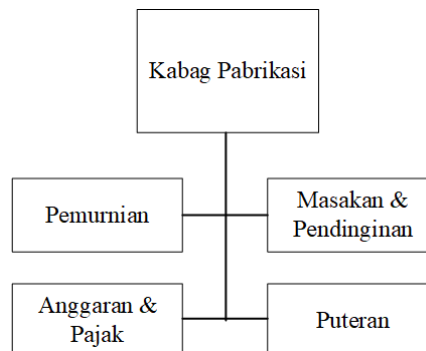 Kabag Pabrikasi
Pemurnian
Masakan &
Pendinginan
Anggaran &
Pajak
Puteran